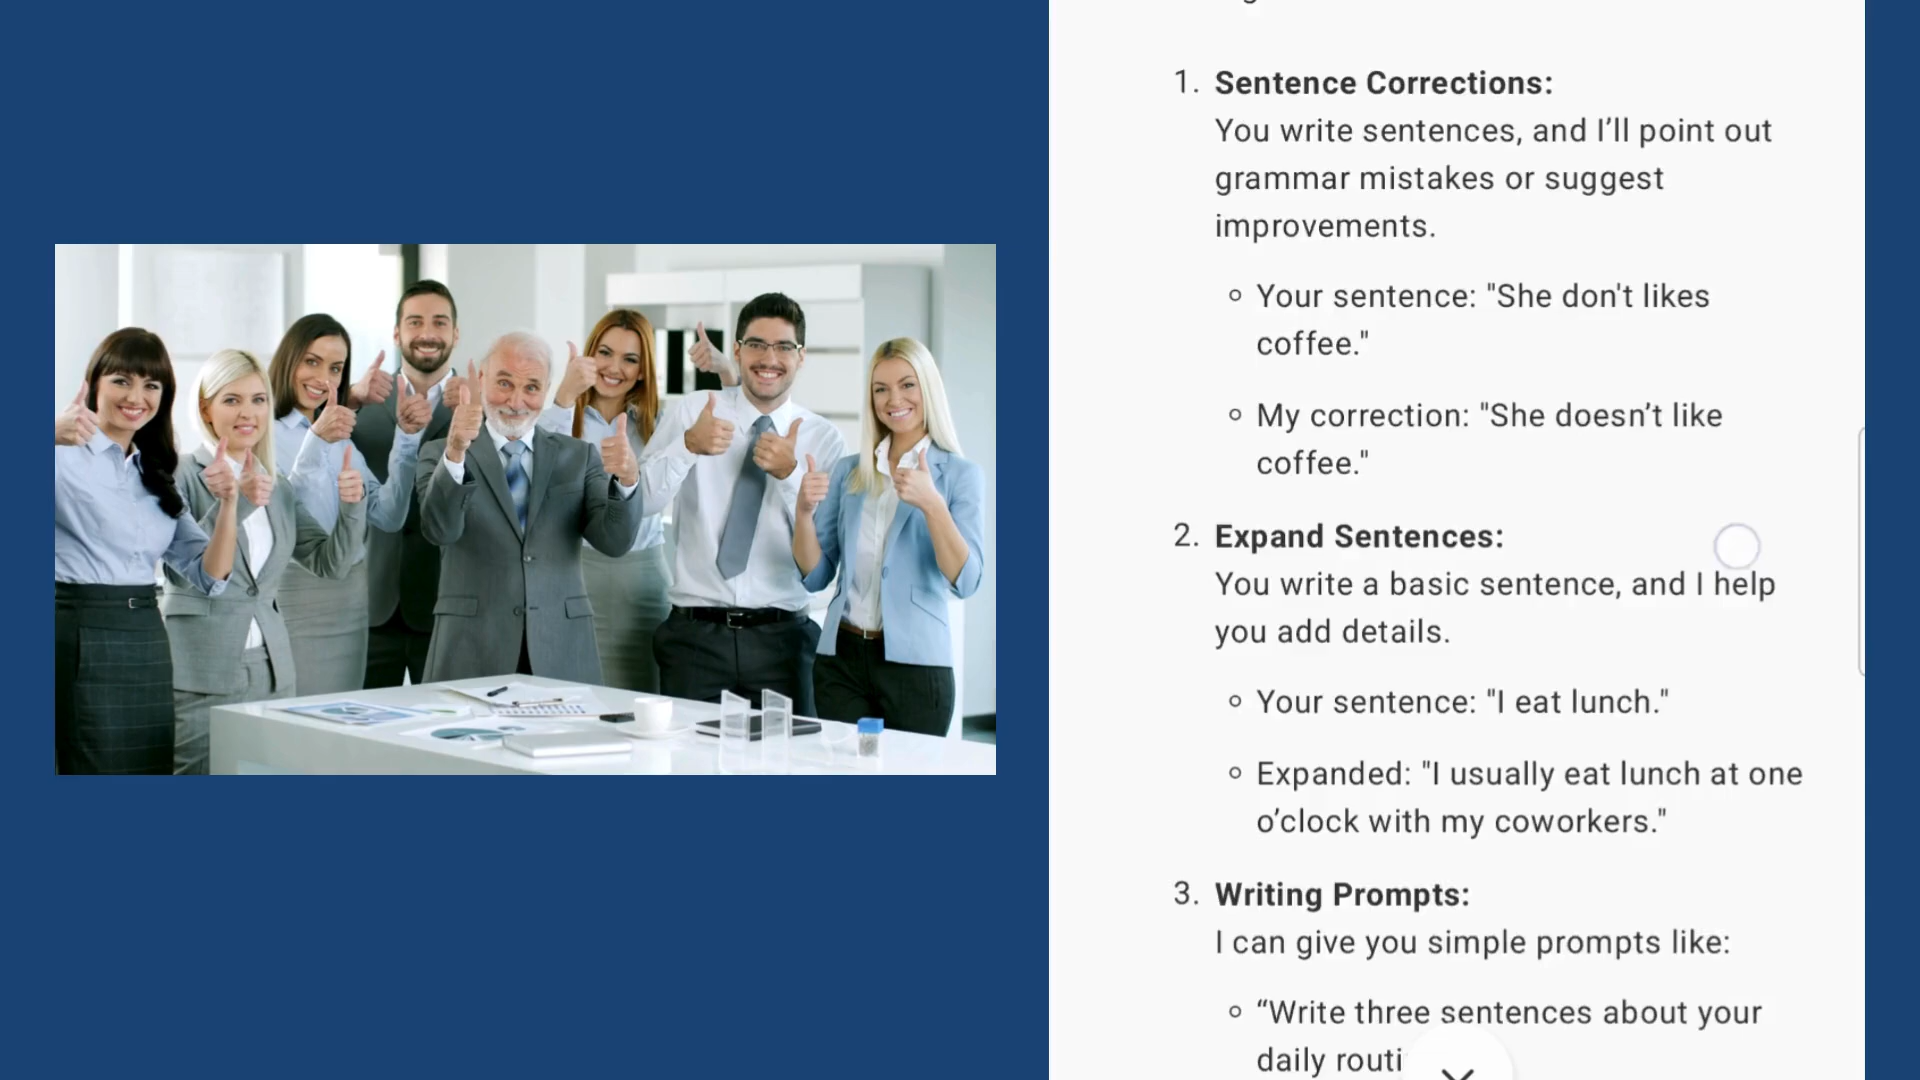 1. Sentence Corrections:
You write sentences, and I’ll point out
grammar mistakes or suggest
improvements.
Your sentence: "She don't likes
coffee."
My correction: "She doesn’t like
coffee."
2. Expand Sentences:
You write a basic sentence, and I help
you add details.
Your sentence: "I eat lunch."
Expanded: "I usually eat lunch at one
o’clock with my coworkers."
3. Writing Prompts:
I can give you simple prompts like:
“Write three sentences about your
daily routi